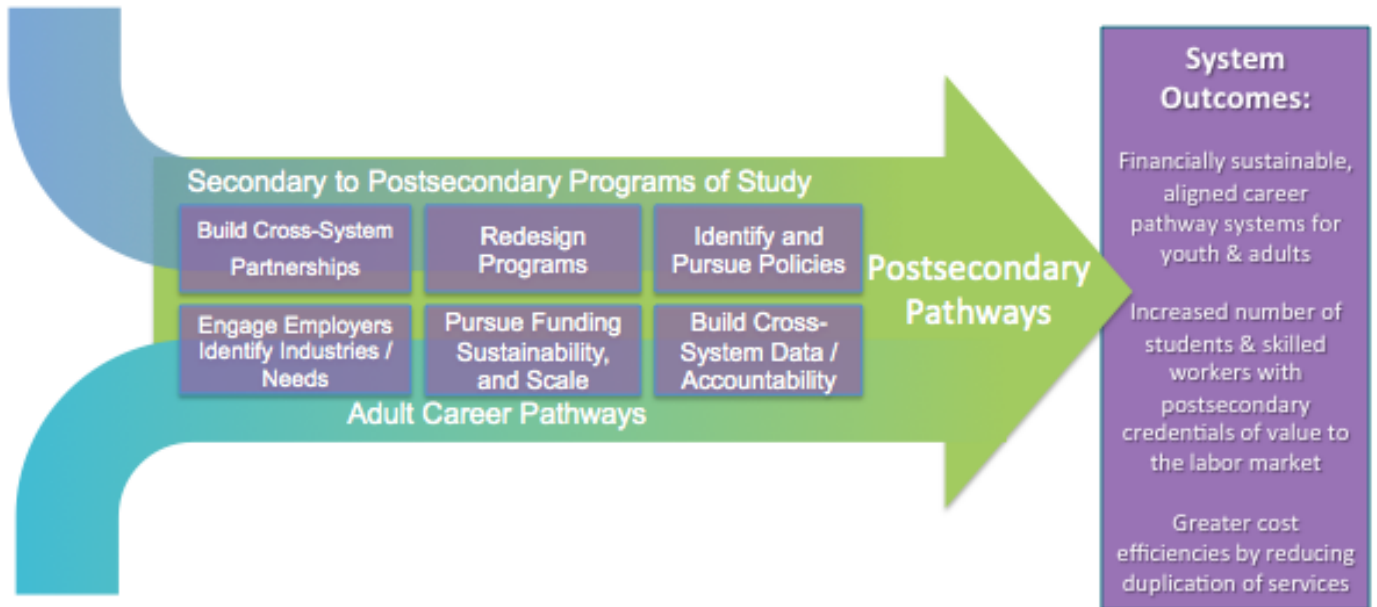 Secondary to Postsecondary Programs of Study
Build Cross-System
Partnerships
Redesign
Programs
Identify and
Pursue Policies
Engage Employers
Identify Industries /
Needs
Pursue Funding
Sustainability,
and Scale
Build Cross-
System Data /
Accountability
Adult Career Pathways
Postsecondary
Pathways
System
Outcomes:
Financially sustainable,
aligned career
pathway systems for
youth & adults
Increased number of
students & skilled
workers with
postsecondary
credentials of value to
the labor market
Greater cost
efficiencies by reducing
duplication of services